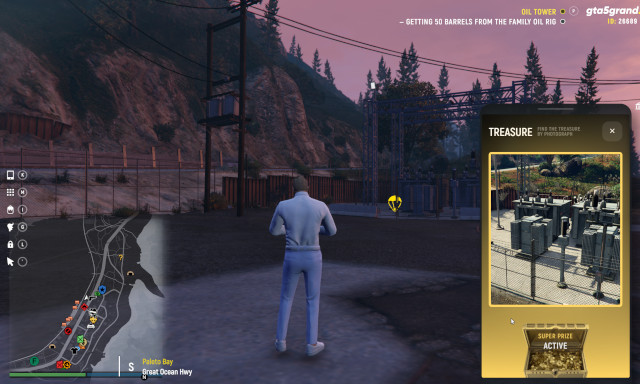 OIL TOWER
gta5grand.
– GETTING 50 BARRELS FROM THE FAMILY OIL RIG
ID: 29689
TREASURE
FIND THE TREASURE
BY PHOTOGRAPH
×
K
M
I
G
L
SUPER PRIZE
ACTIVE
S
Paleto Bay
Great Ocean Hwy